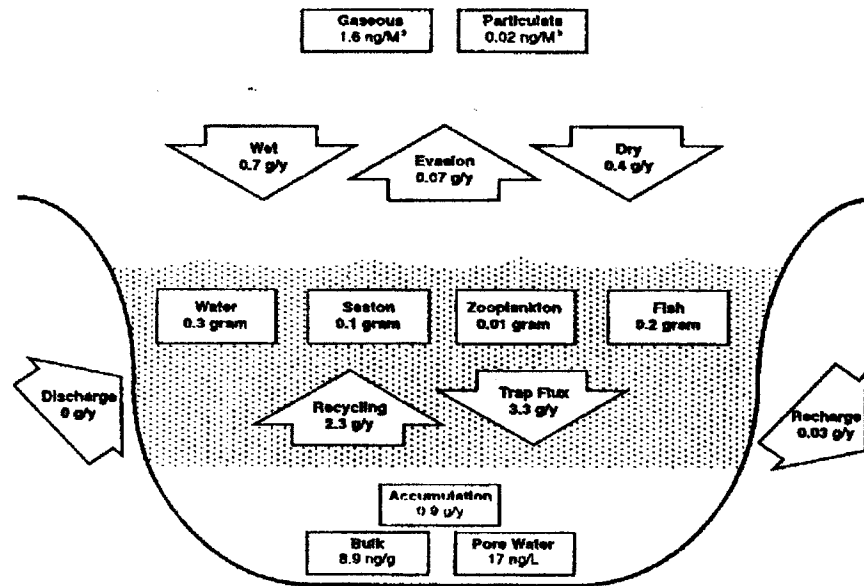 Gaseous
1.6 ng/M³
Particulate
0.02 ng/M³
Wet
0.7 g/y
Evasion
0.07 g/y
Dry
0.4 g/y
Water
0.3 gram
Seston
0.1 gram
Zooplankton
0.01 gram
Fish
0.2 gram
Discharge
0 g/y
Recycling
2.3 g/y
Trap Flux
3.3 g/y
Recharge
0.03 g/y
Accumulation
0.9 g/y
Bulk
8.9 ng/g
Pore Water
17 ng/L